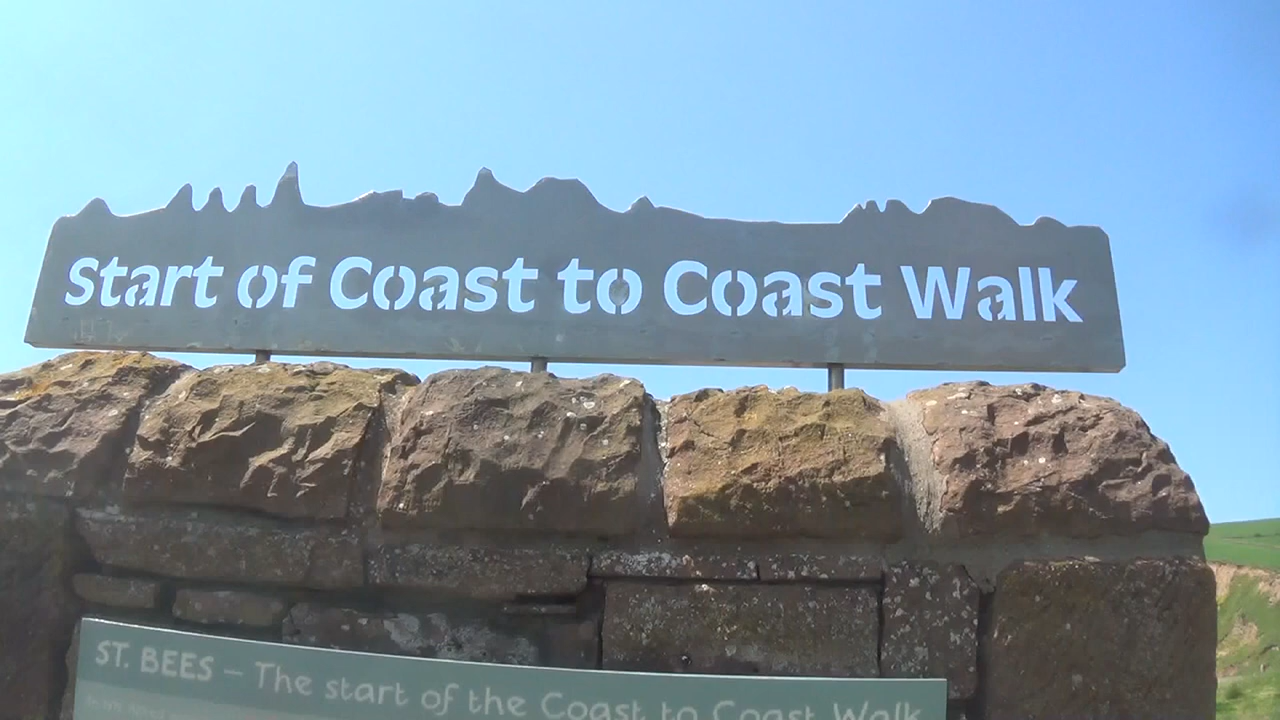 Start of Coast to Coast Walk
ST. BEES – The start of the Coast to Coast Walk